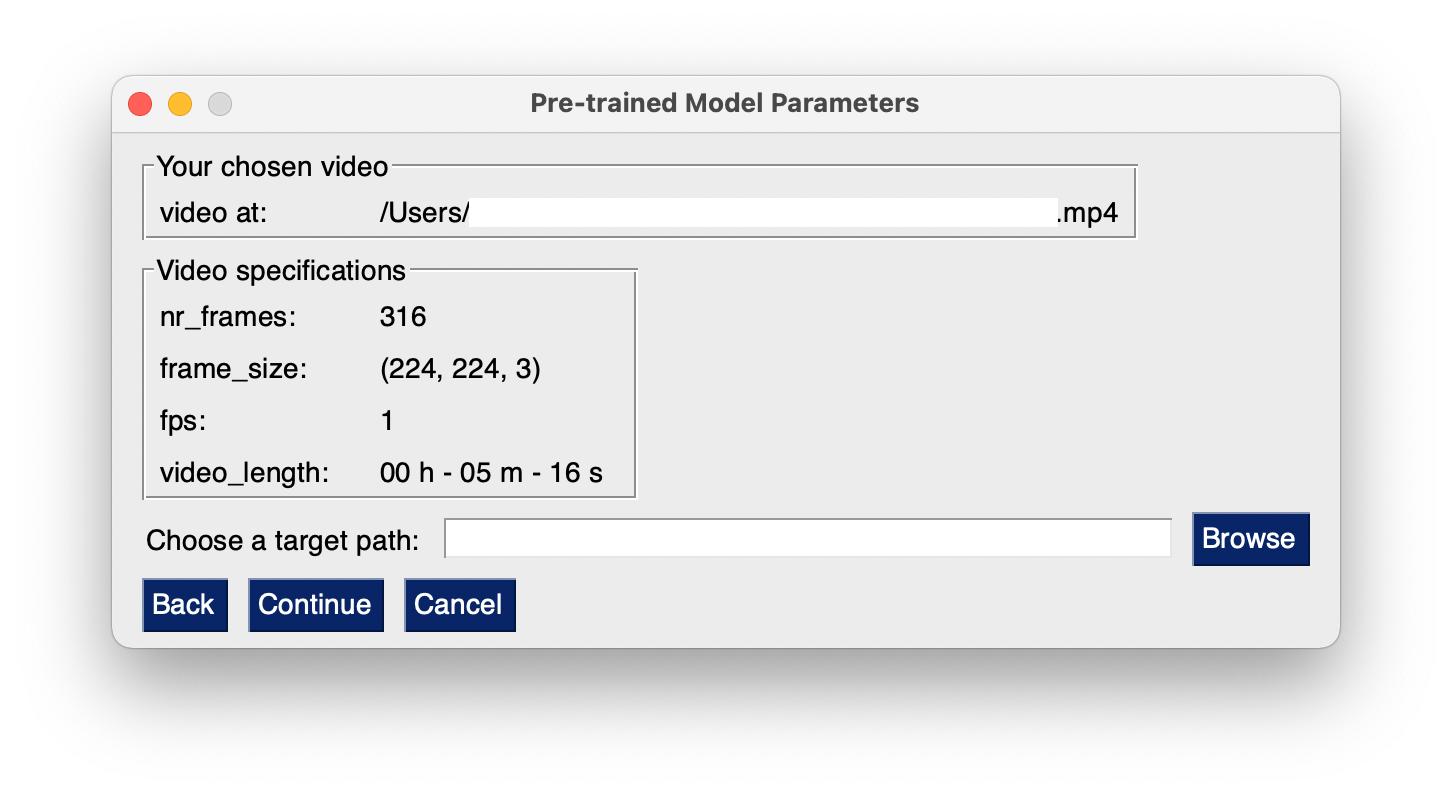 Pre-trained Model Parameters
Your chosen video
video at: /Users/ .mp4
Video specifications
nr_frames: 316
frame_size: (224, 224, 3)
fps: 1
video_length: 00 h - 05 m - 16 s
Choose a target path: Browse
Back Continue Cancel